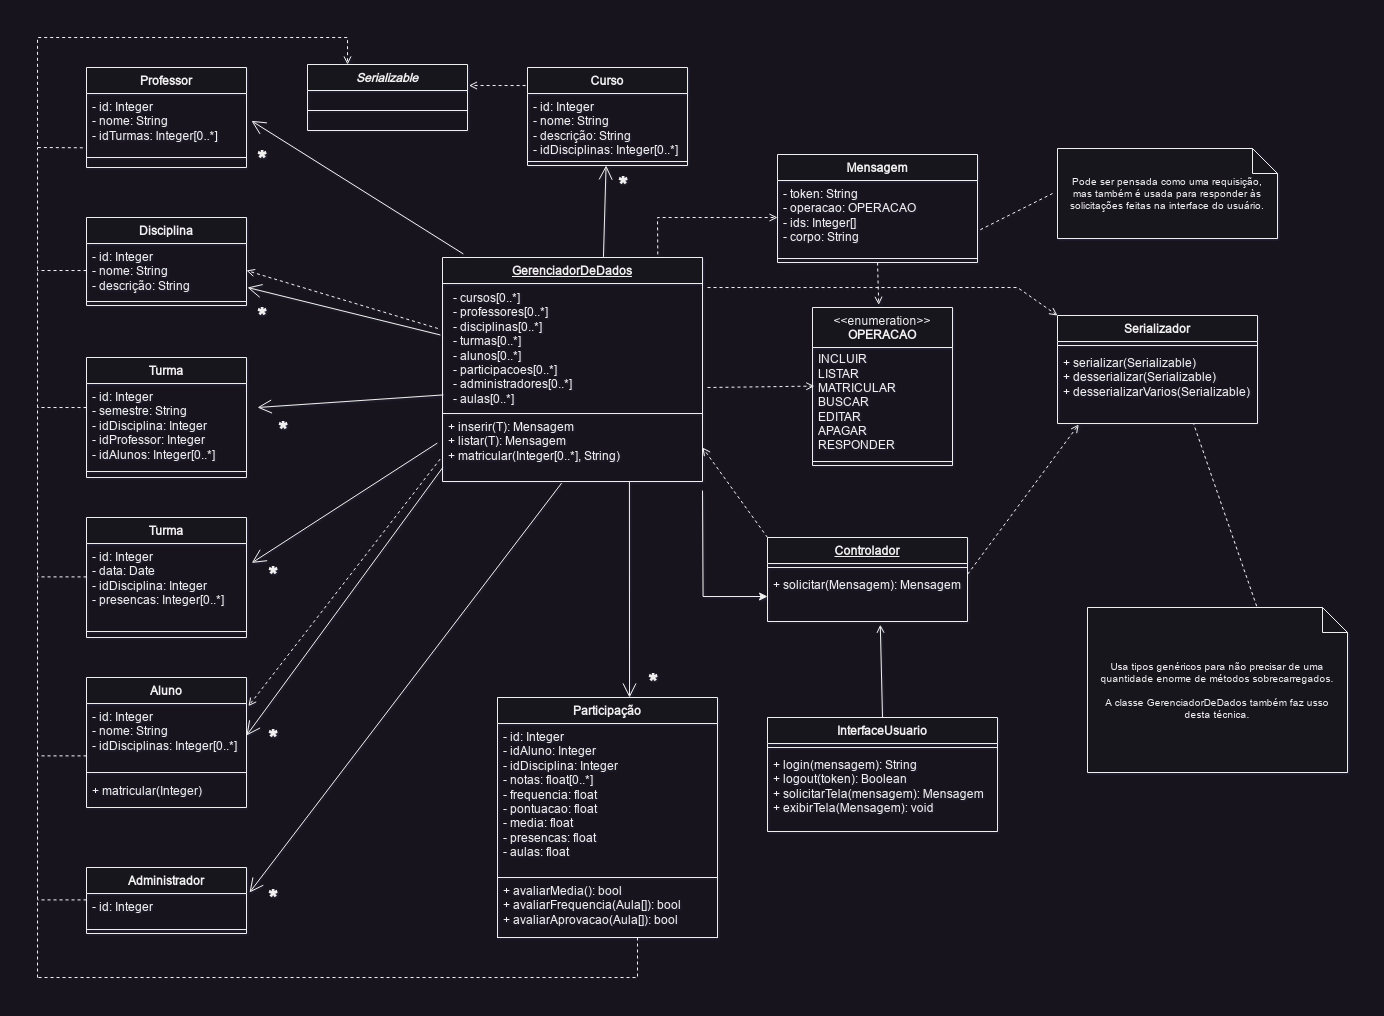 Professor
- id: Integer
- nome: String
- idTurmas: Integer[0..*]
*
Serializable
Curso
- id: Integer
- nome: String
- descrição: String
- idDisciplinas: Integer[0..*]
*
Mensagem
- token: String
- operacao: OPERACAO
- ids: Integer[]
- corpo: String
Pode ser pensada como uma requisição,
mas também é usada para responder às
solicitações feitas na interface do usuário.
Disciplina
- id: Integer
- nome: String
- descrição: String
*
GerenciadorDeDados
- cursos[0..*]
- professores[0..*]
- disciplinas[0..*]
- turmas[0..*]
- alunos[0..*]
- participacoes[0..*]
- administradores[0..*]
- aulas[0..*]
+ inserir(T): Mensagem
+ listar(T): Mensagem
+ matricular(Integer[0..*], String)
<<enumeration>>
OPERACAO
INCLUIR
LISTAR
MATRICULAR
BUSCAR
EDITAR
APAGAR
RESPONDER
Serializador
+ serializar(Serializable)
+ desserializar(Serializable)
+ desserializarVarios(Serializable)
Turma
- id: Integer
- semestre: String
- idDisciplina: Integer
- idProfessor: Integer
- idAlunos: Integer[0..*]
*
Turma
- id: Integer
- data: Date
- idDisciplina: Integer
- presencas: Integer[0..*]
*
Controlador
+ solicitar(Mensagem): Mensagem
Aluno
- id: Integer
- nome: String
- idDisciplinas: Integer[0..*]
+ matricular(Integer)
*
*
Participação
- id: Integer
- idAluno: Integer
- idDisciplina: Integer
- notas: float[0..*]
- frequencia: float
- pontuacao: float
- media: float
- presencas: float
- aulas: float
+ avaliarMedia(): bool
+ avaliarFrequencia(Aula[]): bool
+ avaliarAprovacao(Aula[]): bool
InterfaceUsuario
+ login(mensagem): String
+ logout(token): Boolean
+ solicitarTela(mensagem): Mensagem
+ exibirTela(Mensagem): void
Usa tipos genéricos para não precisar de uma
quantidade enorme de métodos sobrecarregados.
A classe GerenciadorDeDados também faz usso
desta técnica.
Administrador
- id: Integer
*